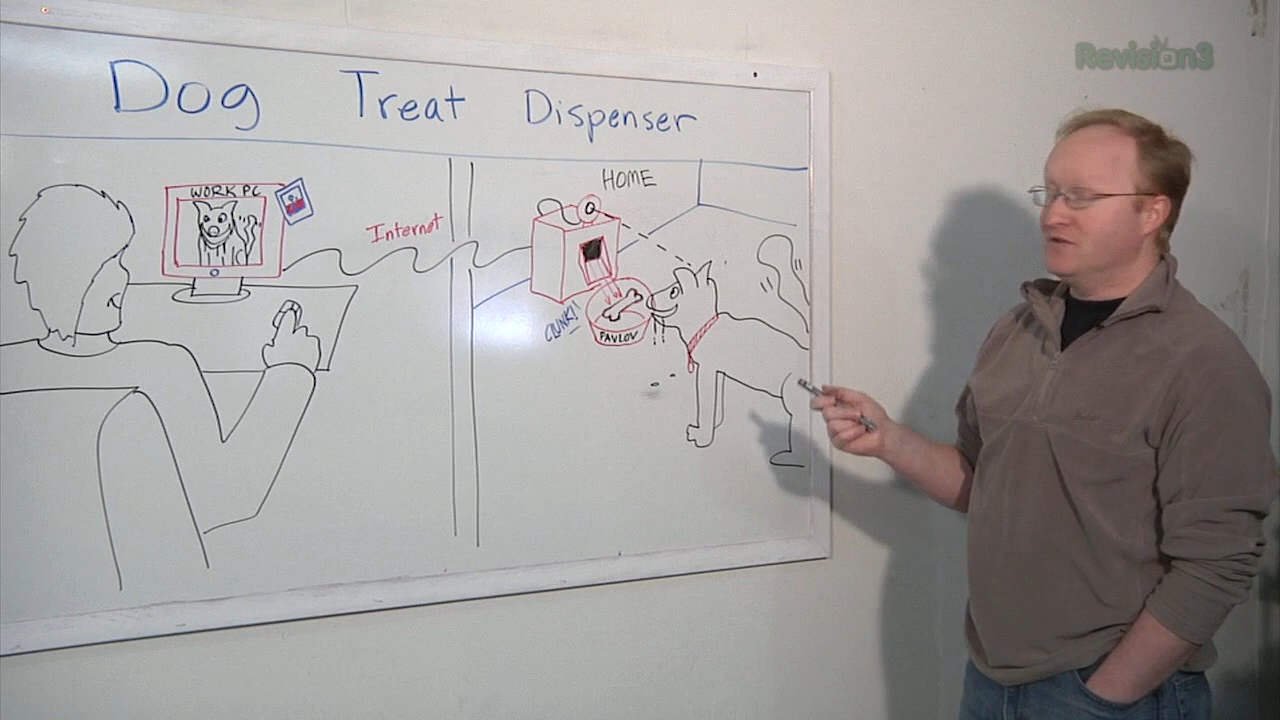 Revision3
Dog Treat Dispenser
WORK PC
Internet
HOME
CLUNK!!
PAVLOV